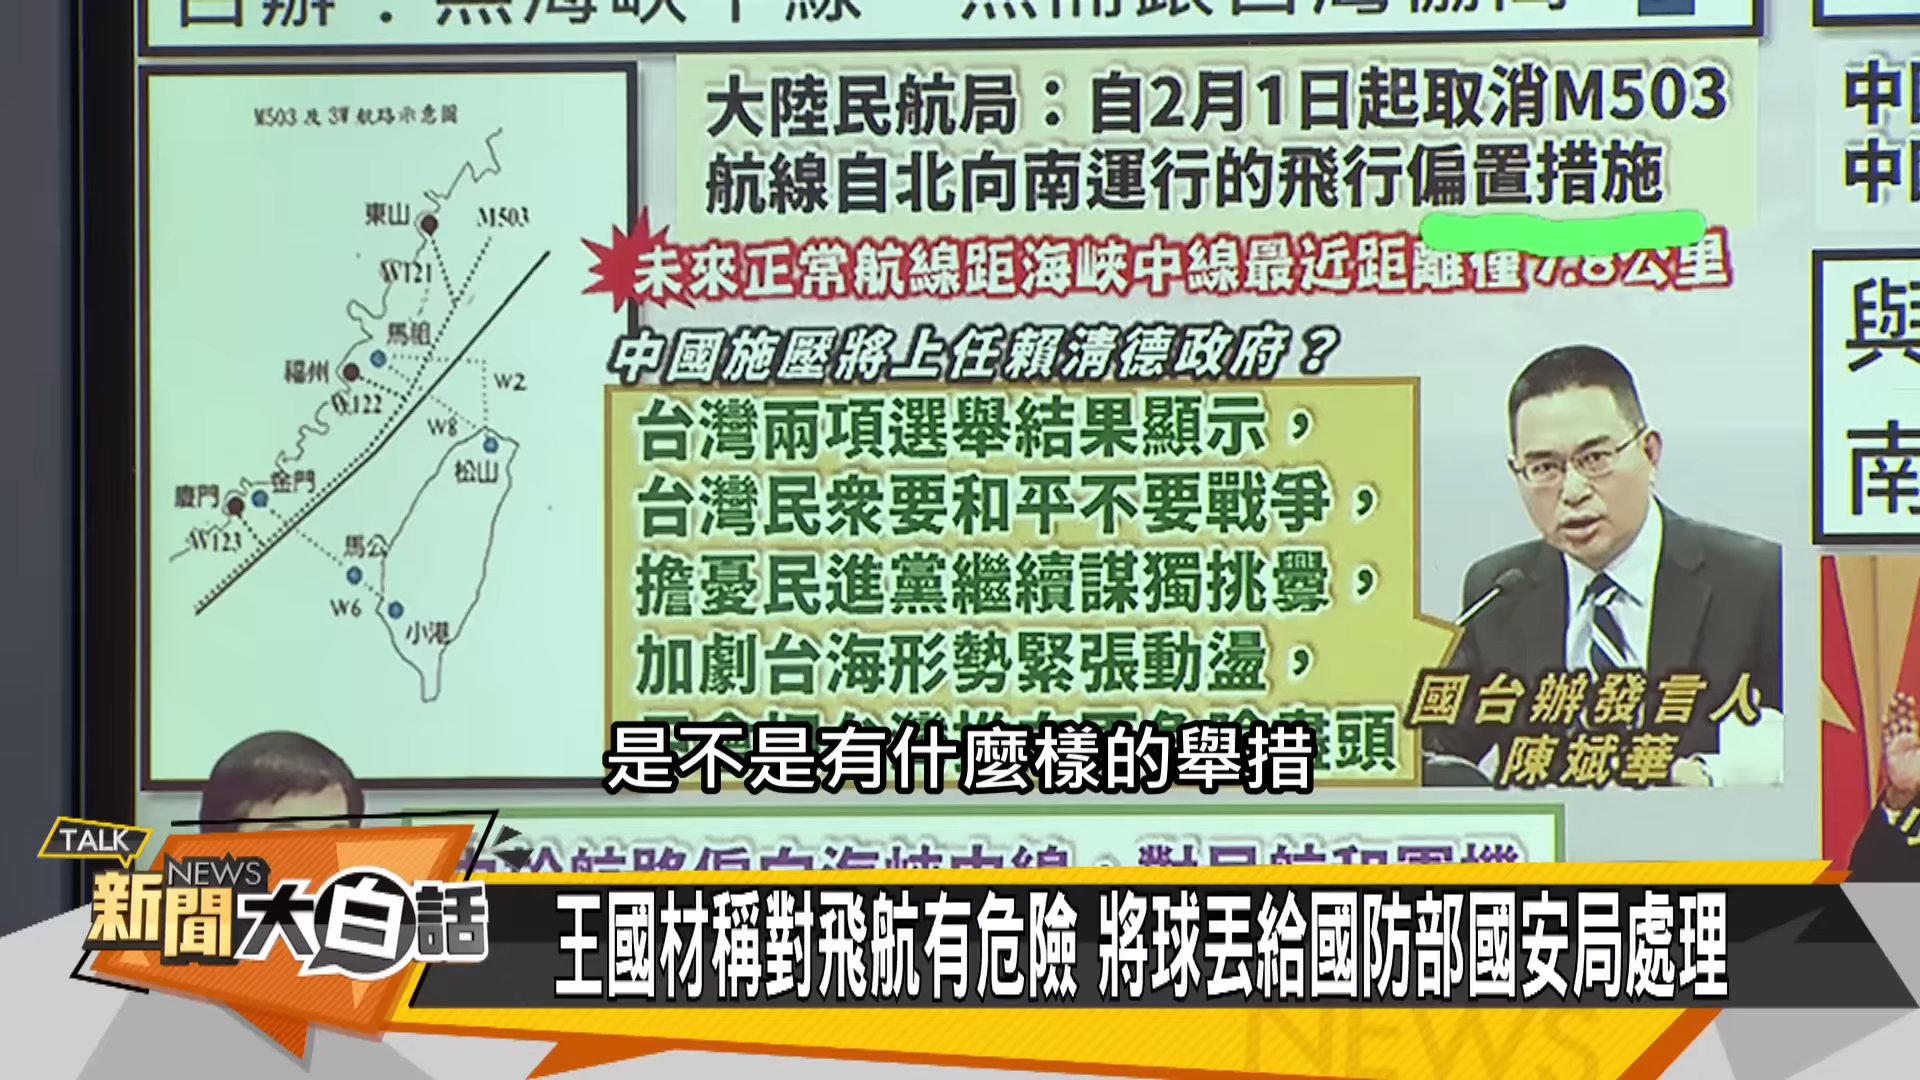 大陸民航局：自2月1日起取消M503
航線自北向南運行的飛行偏置措施
未來正常航線距海峽中線最近距離僅7.8公里
M503 及 3W 航路示意圖
東山
M503
W121
馬祖
福州
W122
W2
W8
松山
廈門
金門
W123
馬公
W6
小港
中國施壓將上任賴清德政府？
台灣兩項選舉結果顯示，
台灣民眾要和平不要戰爭，
擔憂民進黨繼續謀獨挑釁，
加劇台海形勢緊張動盪，
盡頭
國台辦發言人
陳斌華
與
南
是不是有什麼樣的舉措
TALK
NEWS
新聞大白話
王國材稱對飛航有危險 將球丟給國防部國安局處理
NEWS